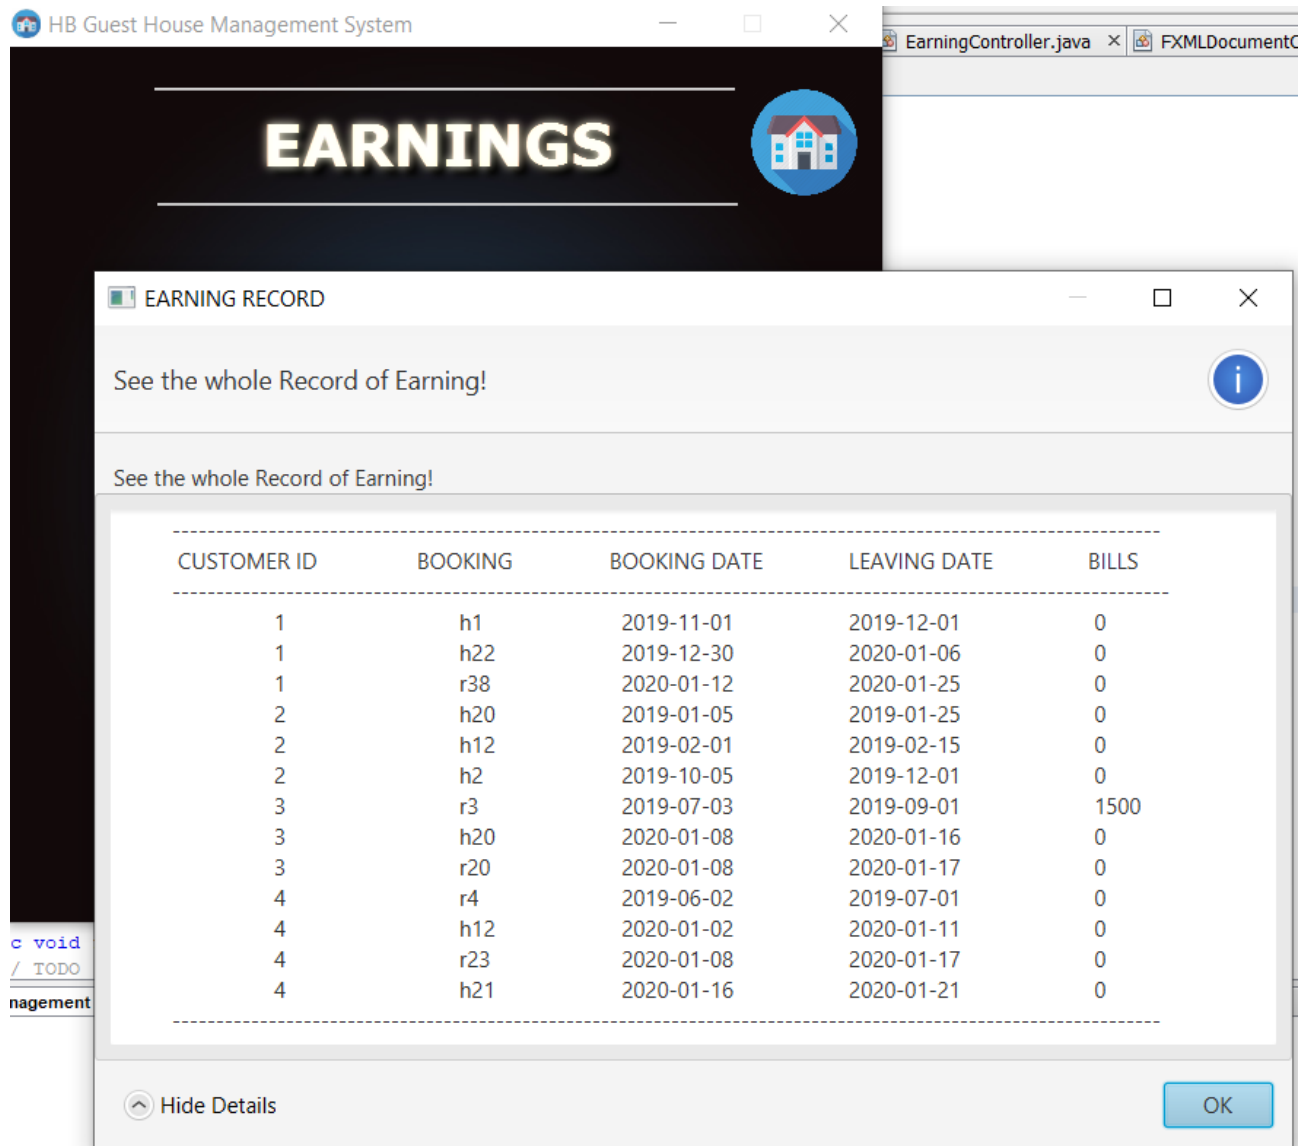 HB Guest House Management System
EarningController.java
FXMLDocumentC
EARNINGS
EARNING RECORD
See the whole Record of Earning!
See the whole Record of Earning!
------------------------------------------------------------
CUSTOMER ID BOOKING BOOKING DATE LEAVING DATE BILLS
------------------------------------------------------------
1 h1 2019-11-01 2019-12-01 0
1 h22 2019-12-30 2020-01-06 0
1 r38 2020-01-12 2020-01-25 0
2 h20 2019-01-05 2019-01-25 0
2 h12 2019-02-01 2019-02-15 0
2 h2 2019-10-05 2019-12-01 0
3 r3 2019-07-03 2019-09-01 1500
3 h20 2020-01-08 2020-01-16 0
3 r20 2020-01-08 2020-01-17 0
4 r4 2019-06-02 2019-07-01 0
4 h12 2020-01-02 2020-01-11 0
4 r23 2020-01-08 2020-01-17 0
4 h21 2020-01-16 2020-01-21 0
------------------------------------------------------------
c void
/ TODO
nagement
Hide Details
OK